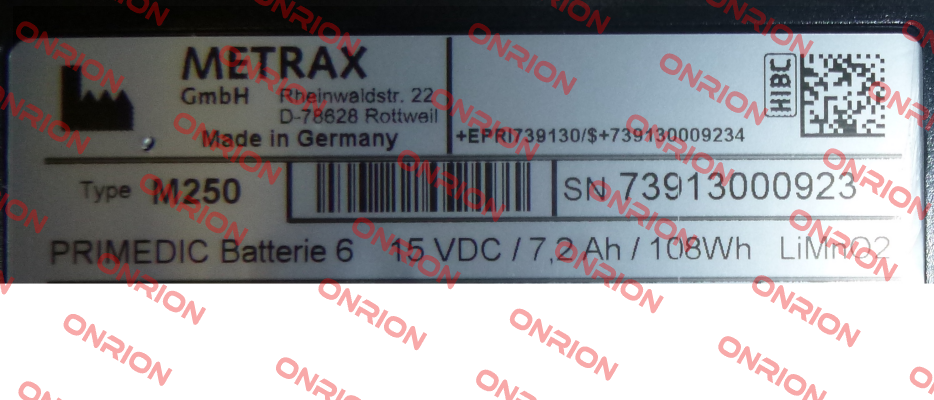 METRAX
GmbH Rheinwaldstr. 22
D-78628 Rottweil
Made in Germany
+EPRI739130/$+739130009234
HIBC
Type M250
SN 73913000923
PRIMEDIC Batterie 6 15 VDC / 7,2 Ah / 108Wh LiMnO2
ONRION